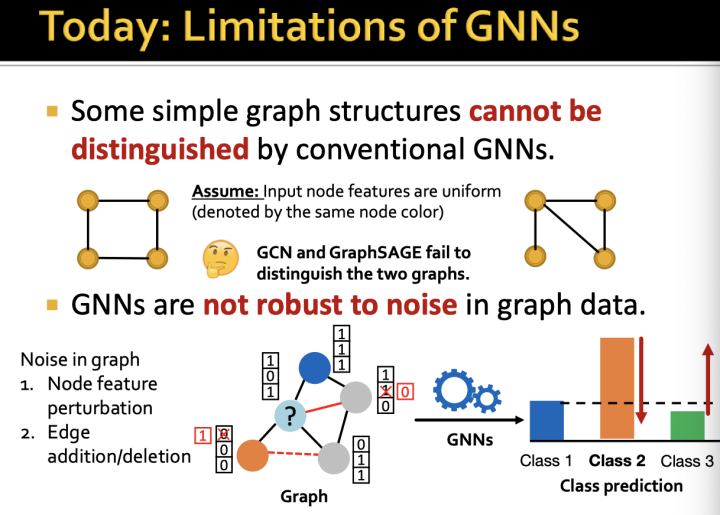 Today: Limitations of GNNs
Some simple graph structures cannot be
distinguished by conventional GNNs.
Assume: Input node features are uniform
(denoted by the same node color)
GCN and GraphSAGE fail to
distinguish the two graphs.
GNNs are not robust to noise in graph data.
Noise in graph
1. Node feature
perturbation
2. Edge
addition/deletion
1
0
1
1
1
1
1
1
0
0
?
1
0
0
0
0
1
1
Graph
GNNs
Class 1 Class 2 Class 3
Class prediction